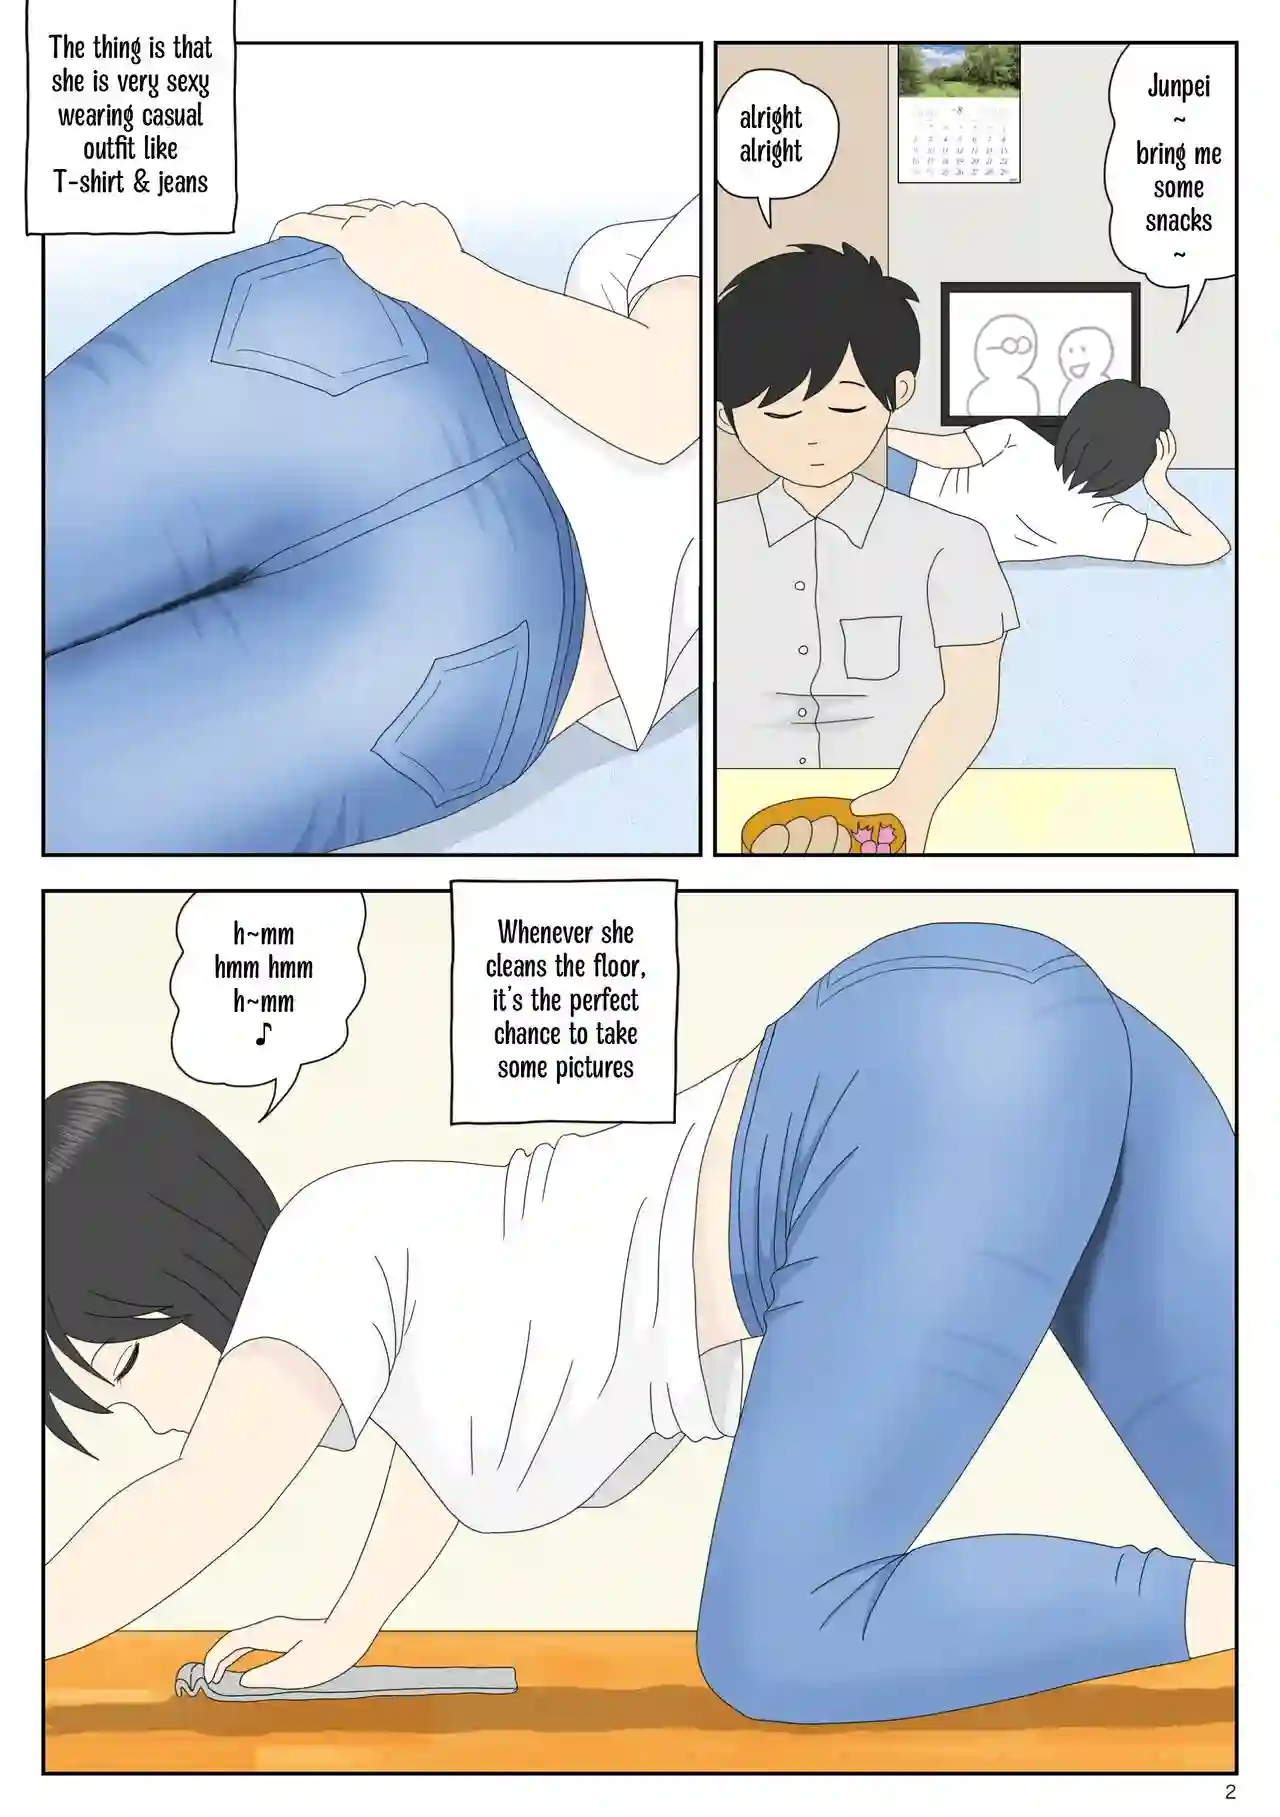 The thing is that
she is very sexy
wearing casual
outfit like
T-shirt & jeans
Junpei
~
bring me
some
snacks
~
alright
alright
h~mm
hmm hmm
h~mm
♪
Whenever she
cleans the floor,
it's the perfect
chance to take
some pictures
2